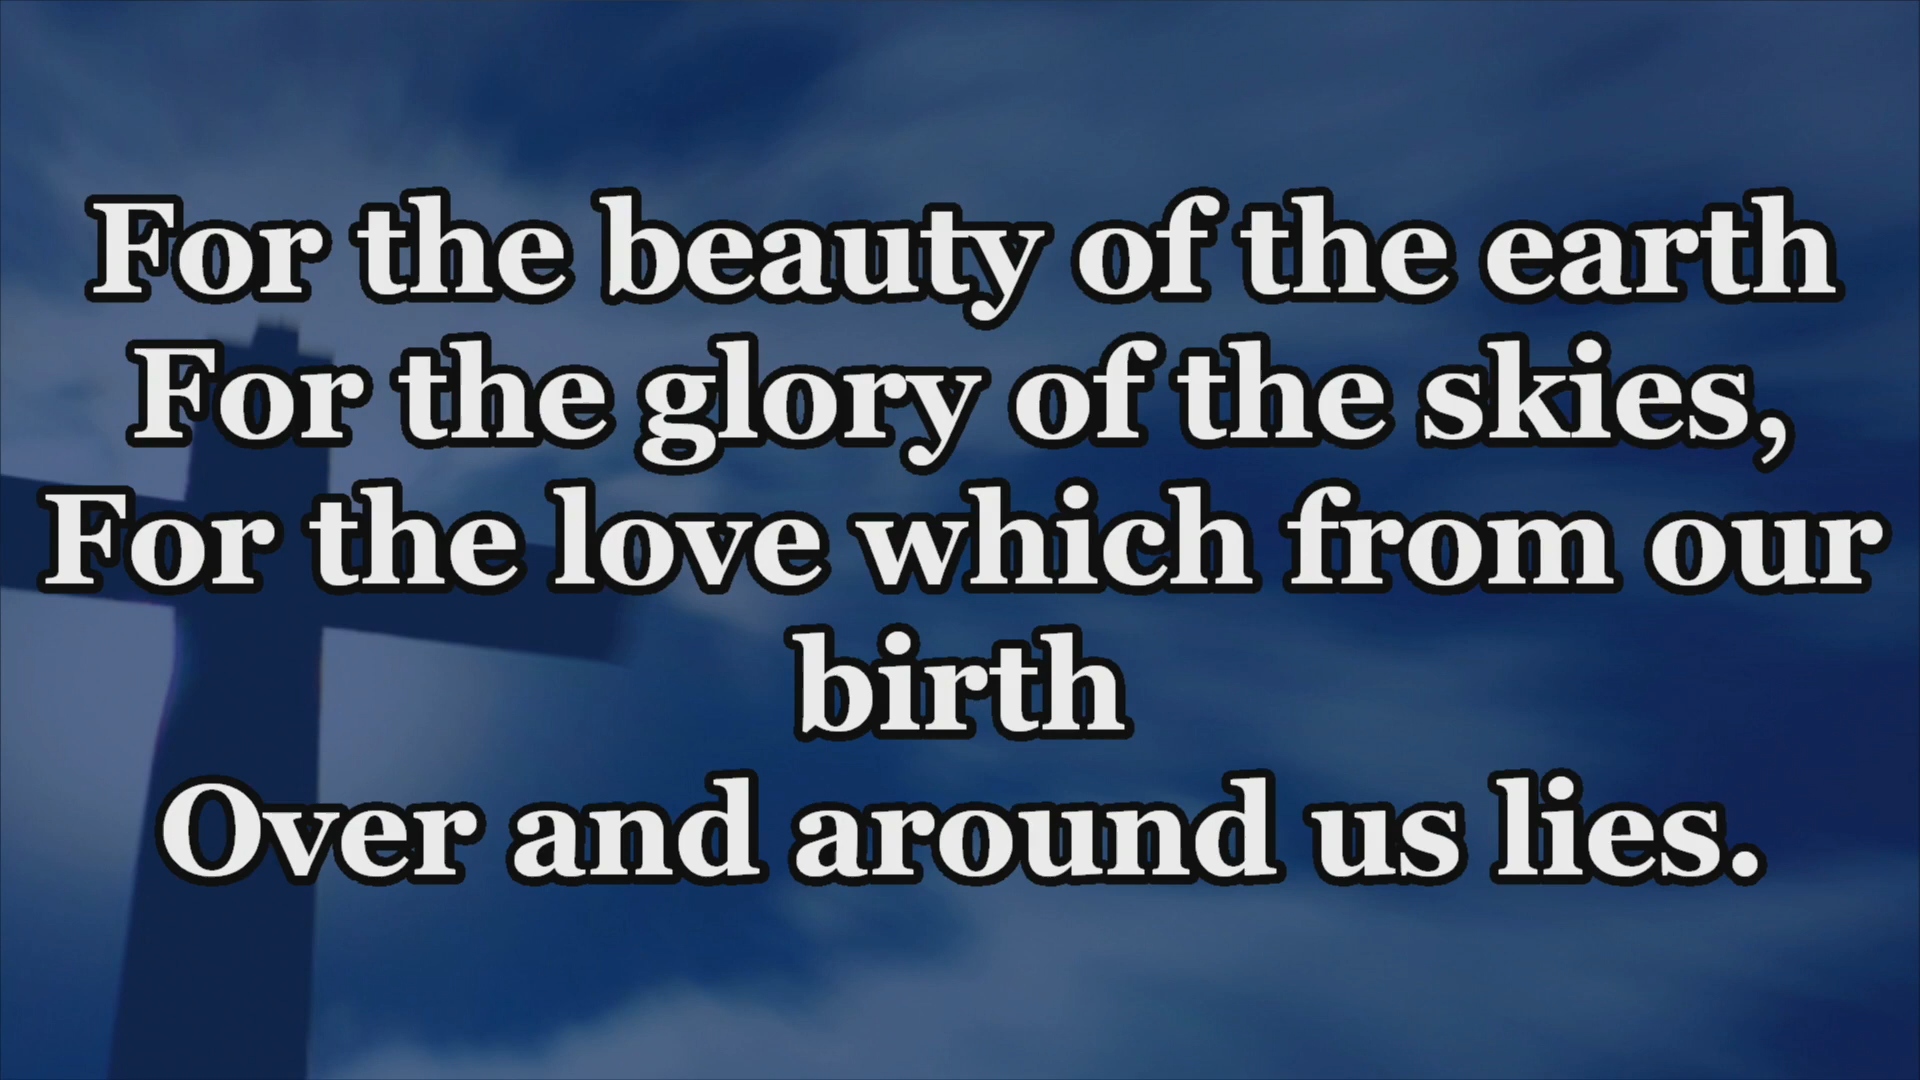 For the beauty of the earth
For the glory of the skies,
For the love which from our
birth
Over and around us lies.